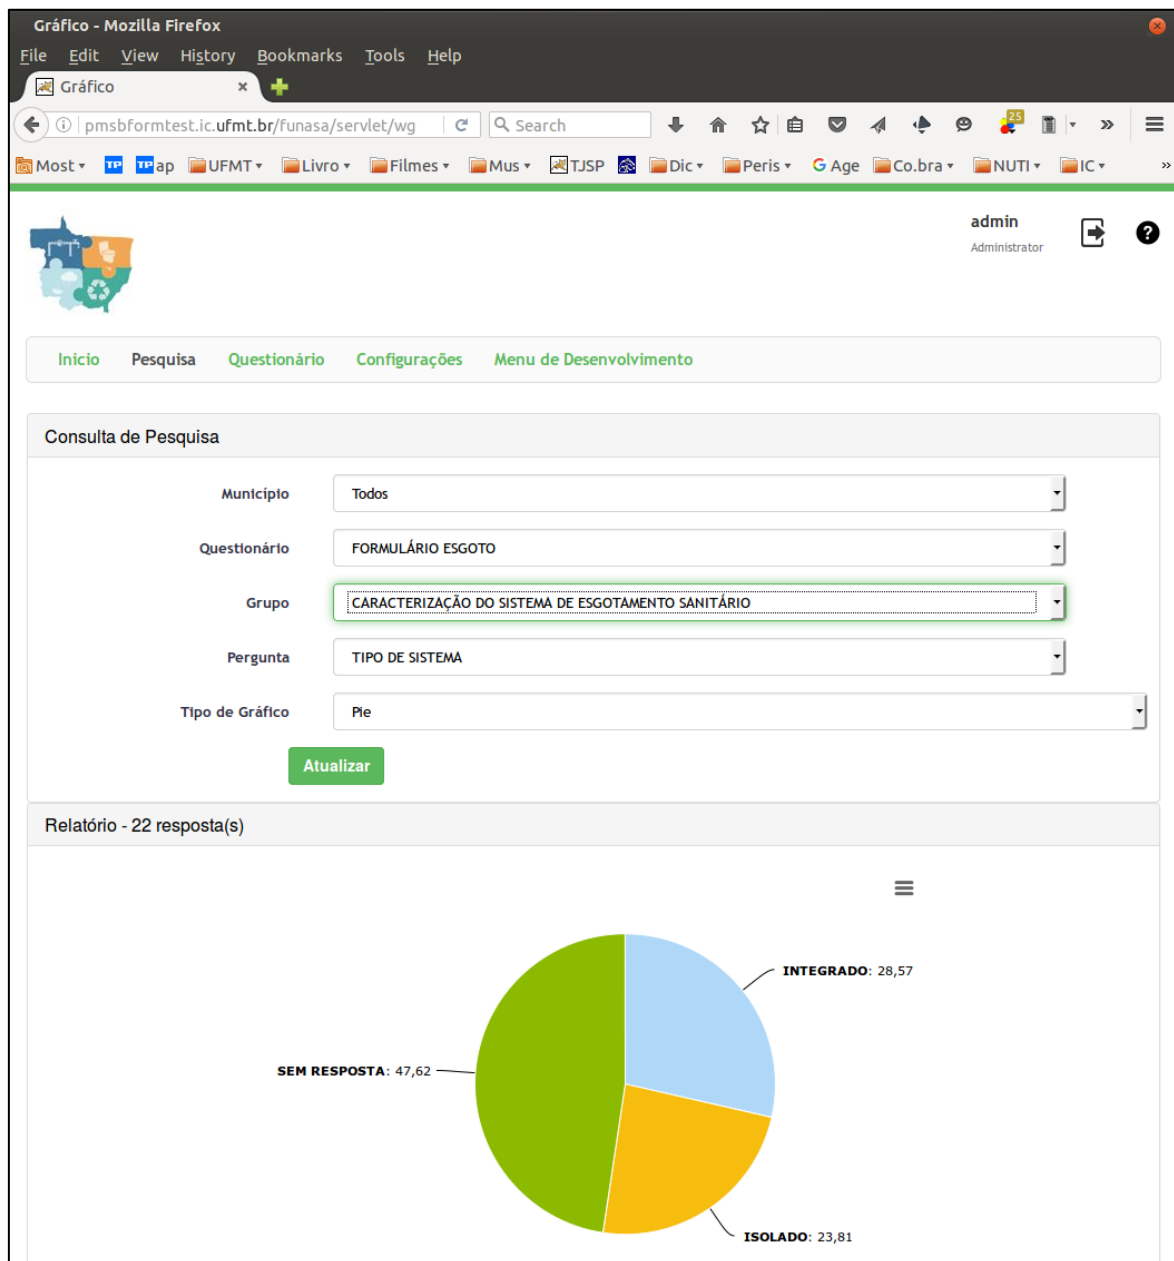 Gráfico - Mozilla Firefox
File Edit View History Bookmarks Tools Help
Gráfico
pmsbformtest.ic.ufmt.br/funasa/servlet/wg Search 25
Most TP TP ap UFMT Livro Filmes Mus TJSP Dic Peris G Age Co.bra NUTI IC
admin
Administrator
Inicio Pesquisa Questionário Configurações Menu de Desenvolvimento
Consulta de Pesquisa
Município Todos
Questionário FORMULÁRIO ESGOTO
Grupo CARACTERIZAÇÃO DO SISTEMA DE ESGOTAMENTO SANITÁRIO
Pergunta TIPO DE SISTEMA
Tipo de Gráfico Pie
Atualizar
Relatório - 22 resposta(s)
INTEGRADO: 28,57
SEM RESPOSTA: 47,62
ISOLADO: 23,81